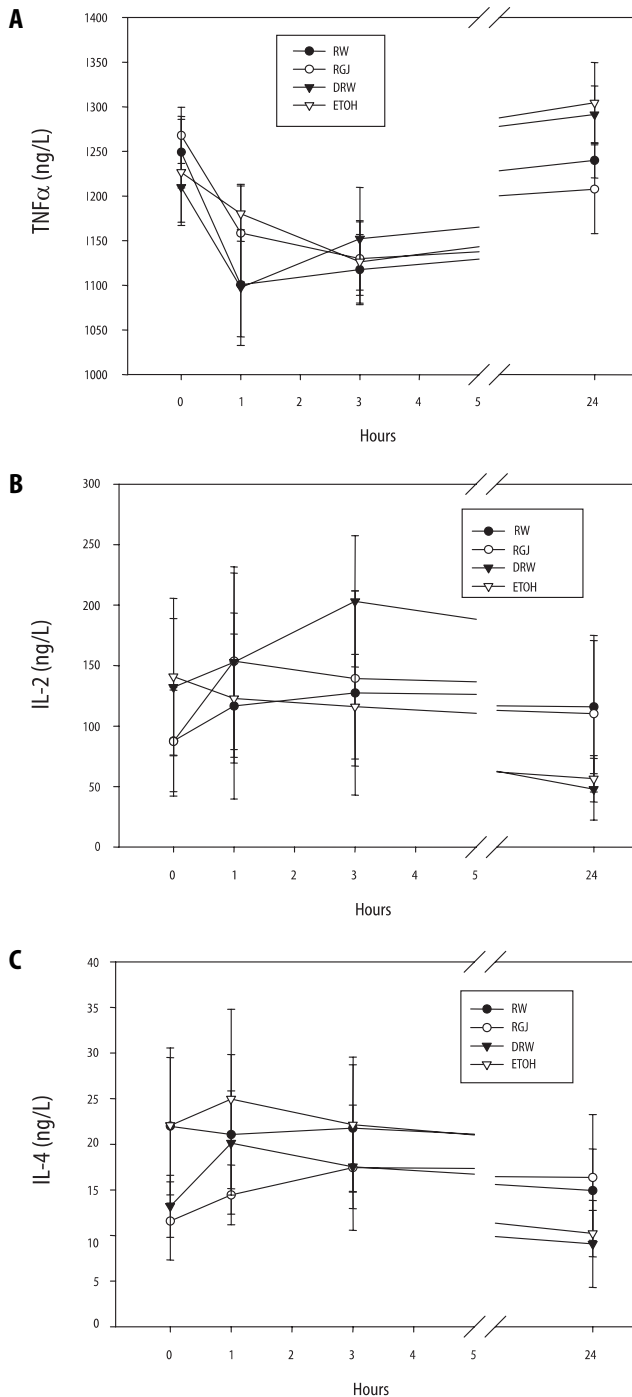 A
1400
1350
1300
1250
1200
1150
1100
1050
1000
TNFα (ng/L)
RW
RGJ
DRW
ETOH
0 1 2 3 4 5 24
Hours
B
300
250
200
150
100
50
0
IL-2 (ng/L)
RW
RGJ
DRW
ETOH
0 1 2 3 4 5 24
Hours
C
40
35
30
25
20
15
10
5
0
IL-4 (ng/L)
RW
RGJ
DRW
ETOH
0 1 2 3 4 5 24
Hours